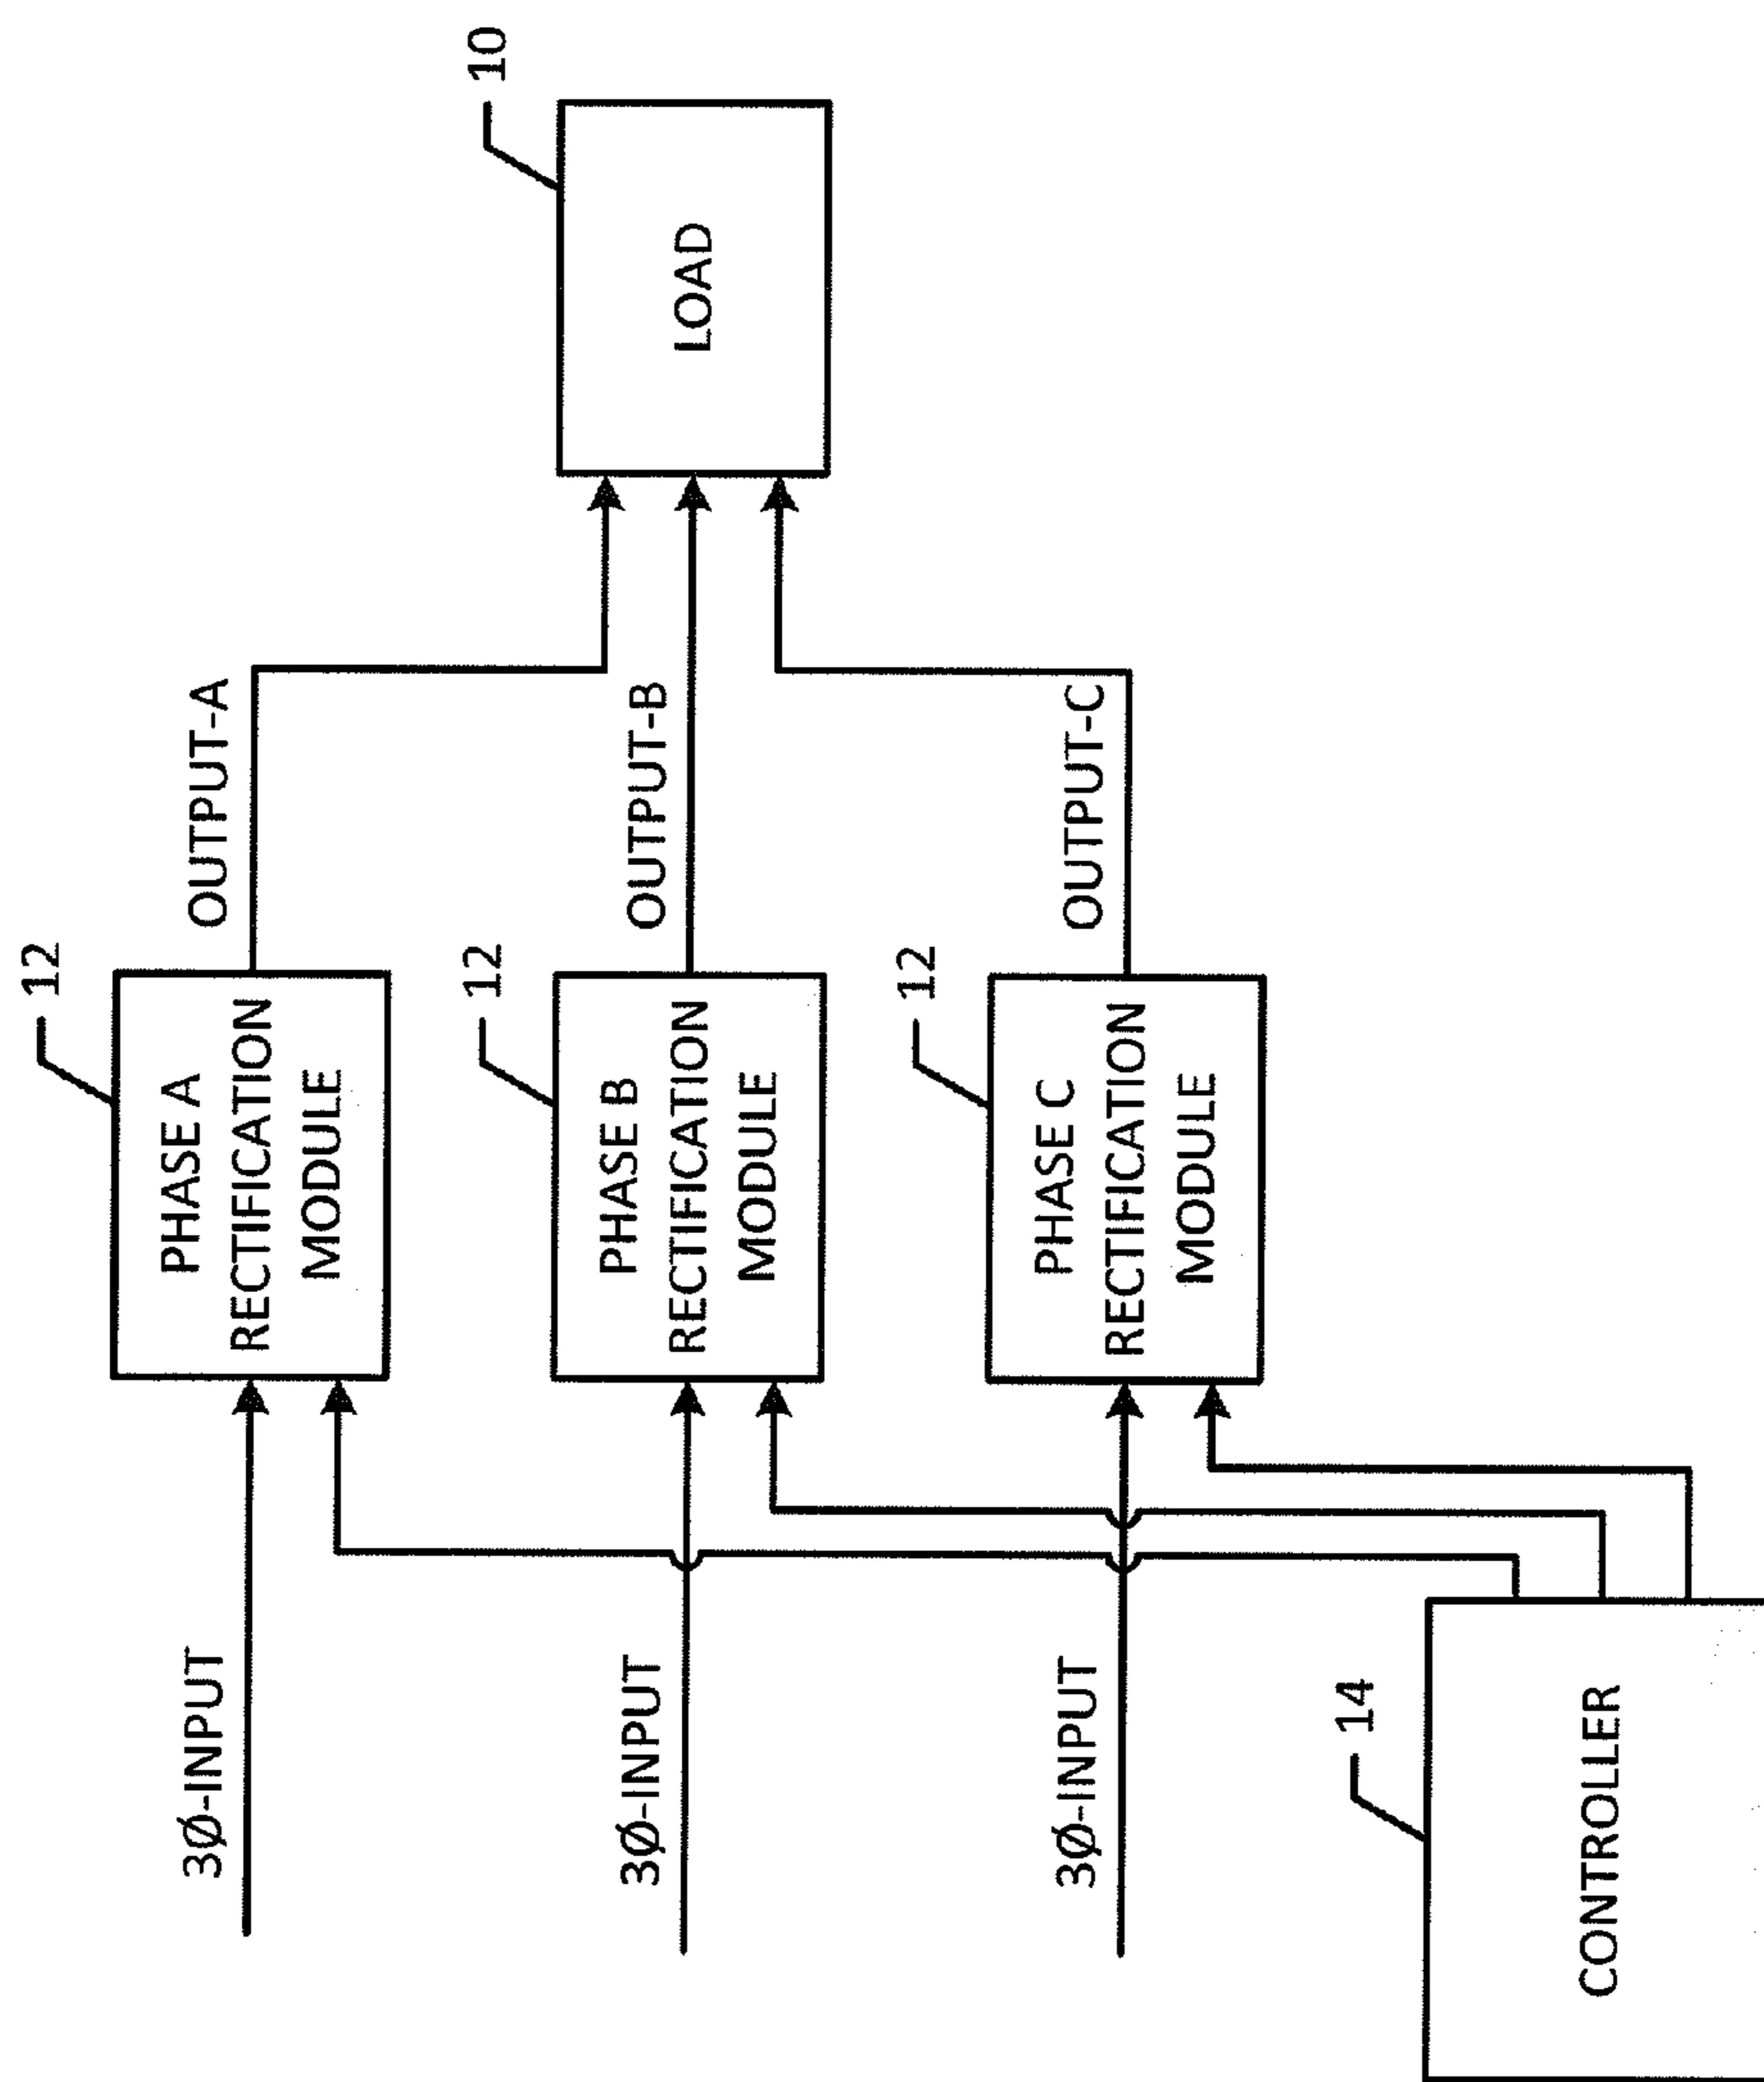 12
PHASE A
RECTIFICATION
MODULE
3Ø-INPUT
OUTPUT-A
10
LOAD
12
PHASE B
RECTIFICATION
MODULE
3Ø-INPUT
OUTPUT-B
12
PHASE C
RECTIFICATION
MODULE
3Ø-INPUT
OUTPUT-C
14
CONTROLLER